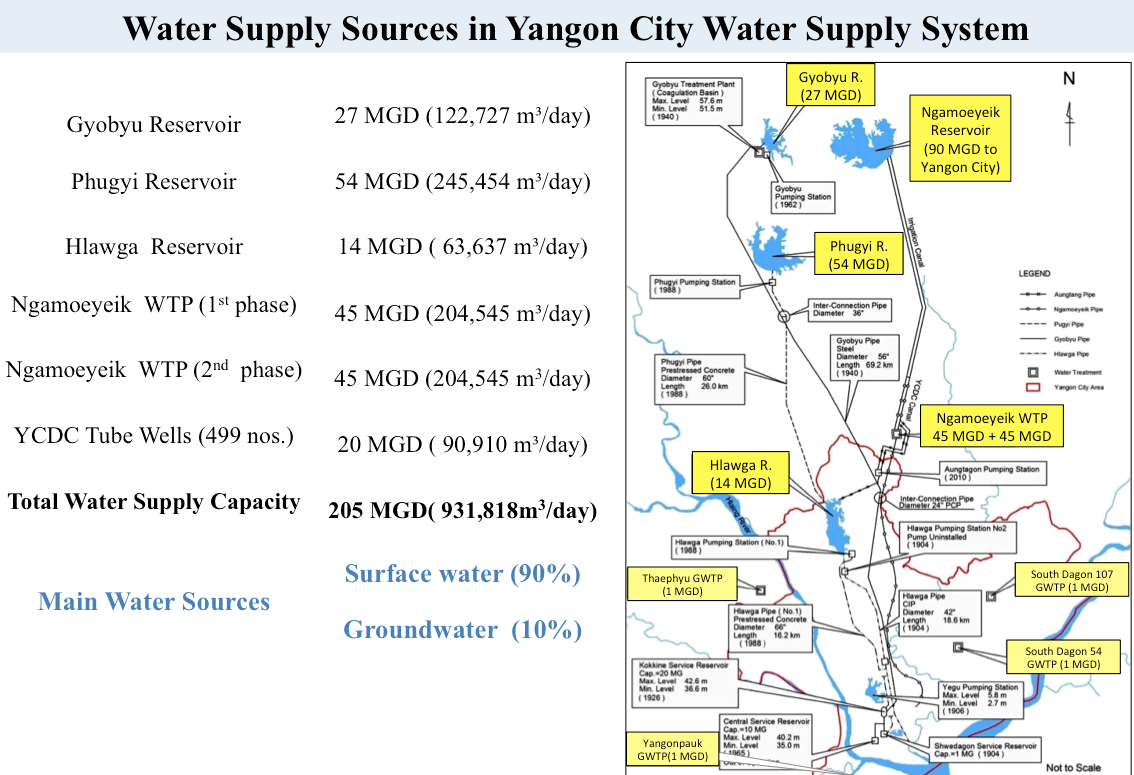 Water Supply Sources in Yangon City Water Supply System
Gyobyu Reservoir
27 MGD (122,727 m³/day)
Phugyi Reservoir
54 MGD (245,454 m³/day)
Hlawga Reservoir
14 MGD ( 63,637 m³/day)
Ngamoeyeik WTP (1st phase)
45 MGD (204,545 m³/day)
Ngamoeyeik WTP (2nd phase)
45 MGD (204,545 m³/day)
YCDC Tube Wells (499 nos.)
20 MGD ( 90,910 m³/day)
Total Water Supply Capacity
205 MGD( 931,818m³/day)
Main Water Sources
Surface water (90%)
Groundwater (10%)
Gyobyu Treatment Plant
( Coagulation Basin )
Max. Level 57.6 m
Min. Level 51.5 m
( 1940 )
Gyobyu R.
(27 MGD)
N
Ngamoeyeik
Reservoir
(90 MGD to
Yangon City)
Gyobyu
Pumping Station
( 1962 )
Irrigation Canal
Phugyi R.
(54 MGD)
Phugyi Pumping Station
( 1988 )
Inter-Connection Pipe
Diameter 36"
LEGEND
Aungtang Pipe
Ngamoeyeik Pipe
Pugyi Pipe
Gyobyu Pipe
Hlawga Pipe
Water Treatment
Yangon City Area
Gyobyu Pipe
Steel
Diameter 56"
Length 69.2 km
( 1940 )
Phugyi Pipe
Prestressed Concrete
Diameter 60"
Length 26.0 km
( 1988 )
YCDC Canal
Ngamoeyeik WTP
45 MGD + 45 MGD
Hlawga R.
(14 MGD)
Aungtagon Pumping Station
( 2010 )
Inter-Connection Pipe
Diameter 24" PCP
Hlaing River
Hlawga Pumping Station No2
Pump Uninstalled
( 1904 )
Hlawga Pumping Station ( No.1 )
( 1988 )
Thaephyu GWTP
(1 MGD)
South Dagon 107
GWTP (1 MGD)
Hlawga Pipe
CIP
Diameter 42"
Length 18.6 km
( 1904 )
Hlawga Pipe ( No.1 )
Prestressed Concrete
Diameter 66"
Length 16.2 km
( 1988 )
South Dagon 54
GWTP (1 MGD)
Kokkine Service Reservoir
Cap.=20 MG
Max. Level 42.6 m
Min. Level 36.6 m
( 1926 )
Yegu Pumping Station
Max. Level 5.8 m
Min. Level 2.7 m
( 1906 )
Central Service Reservoir
Cap.=10 MG
Max. Level 40.2 m
Min. Level 35.0 m
Yangonpauk
GWTP(1 MGD)
Shwedagon Service Reservoir
Cap.=1 MG ( 1904 )
Not to Scale